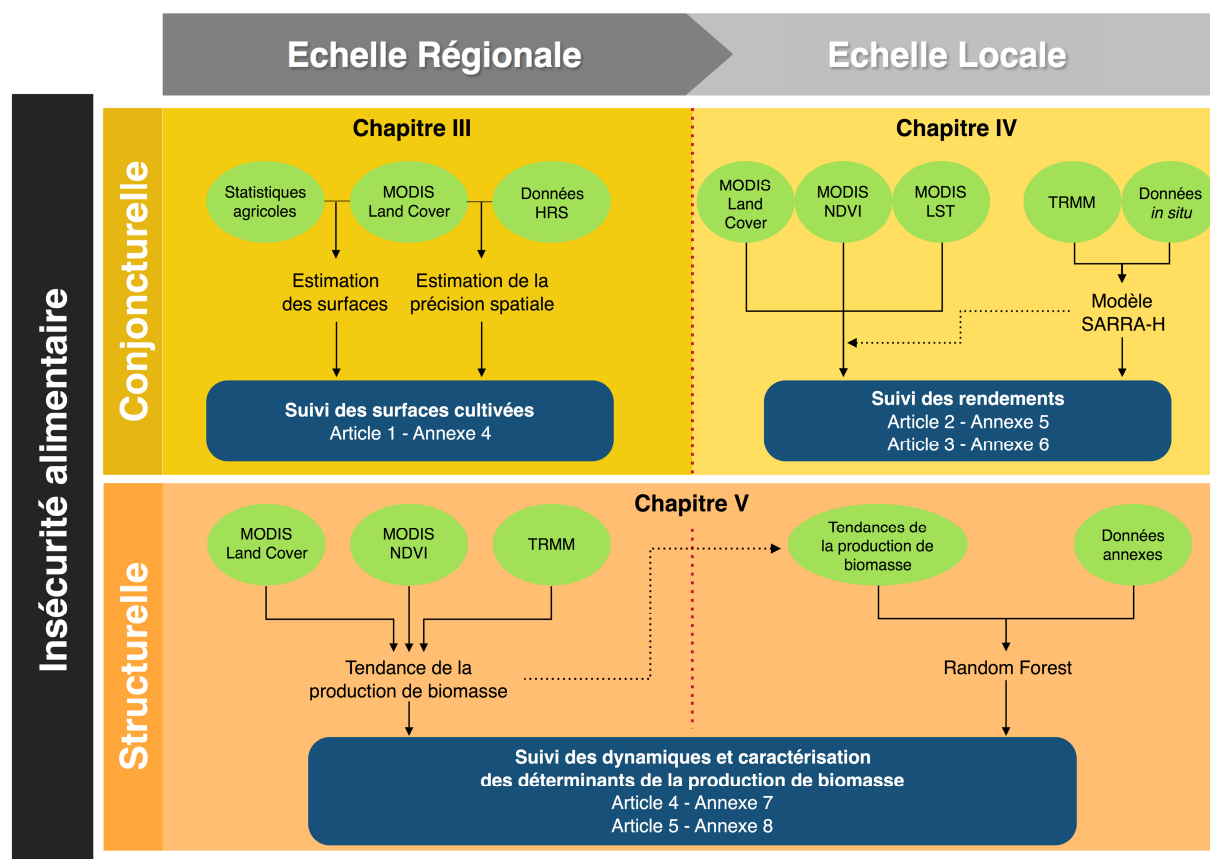 Echelle Régionale
Echelle Locale
Insécurité alimentaire
Conjoncturelle
Chapitre III
Statistiques
agricoles
MODIS
Land Cover
Données
HRS
Estimation
des surfaces
Estimation de la
précision spatiale
Suivi des surfaces cultivées
Article 1 - Annexe 4
Chapitre IV
MODIS
Land
Cover
MODIS
NDVI
MODIS
LST
TRMM
Données
in situ
Modèle
SARRA-H
Suivi des rendements
Article 2 - Annexe 5
Article 3 - Annexe 6
Structurelle
Chapitre V
MODIS
Land Cover
MODIS
NDVI
TRMM
Tendances de
la production de
biomasse
Données
annexes
Tendance de la
production de biomasse
Random Forest
Suivi des dynamiques et caractérisation
des déterminants de la production de biomasse
Article 4 - Annexe 7
Article 5 - Annexe 8